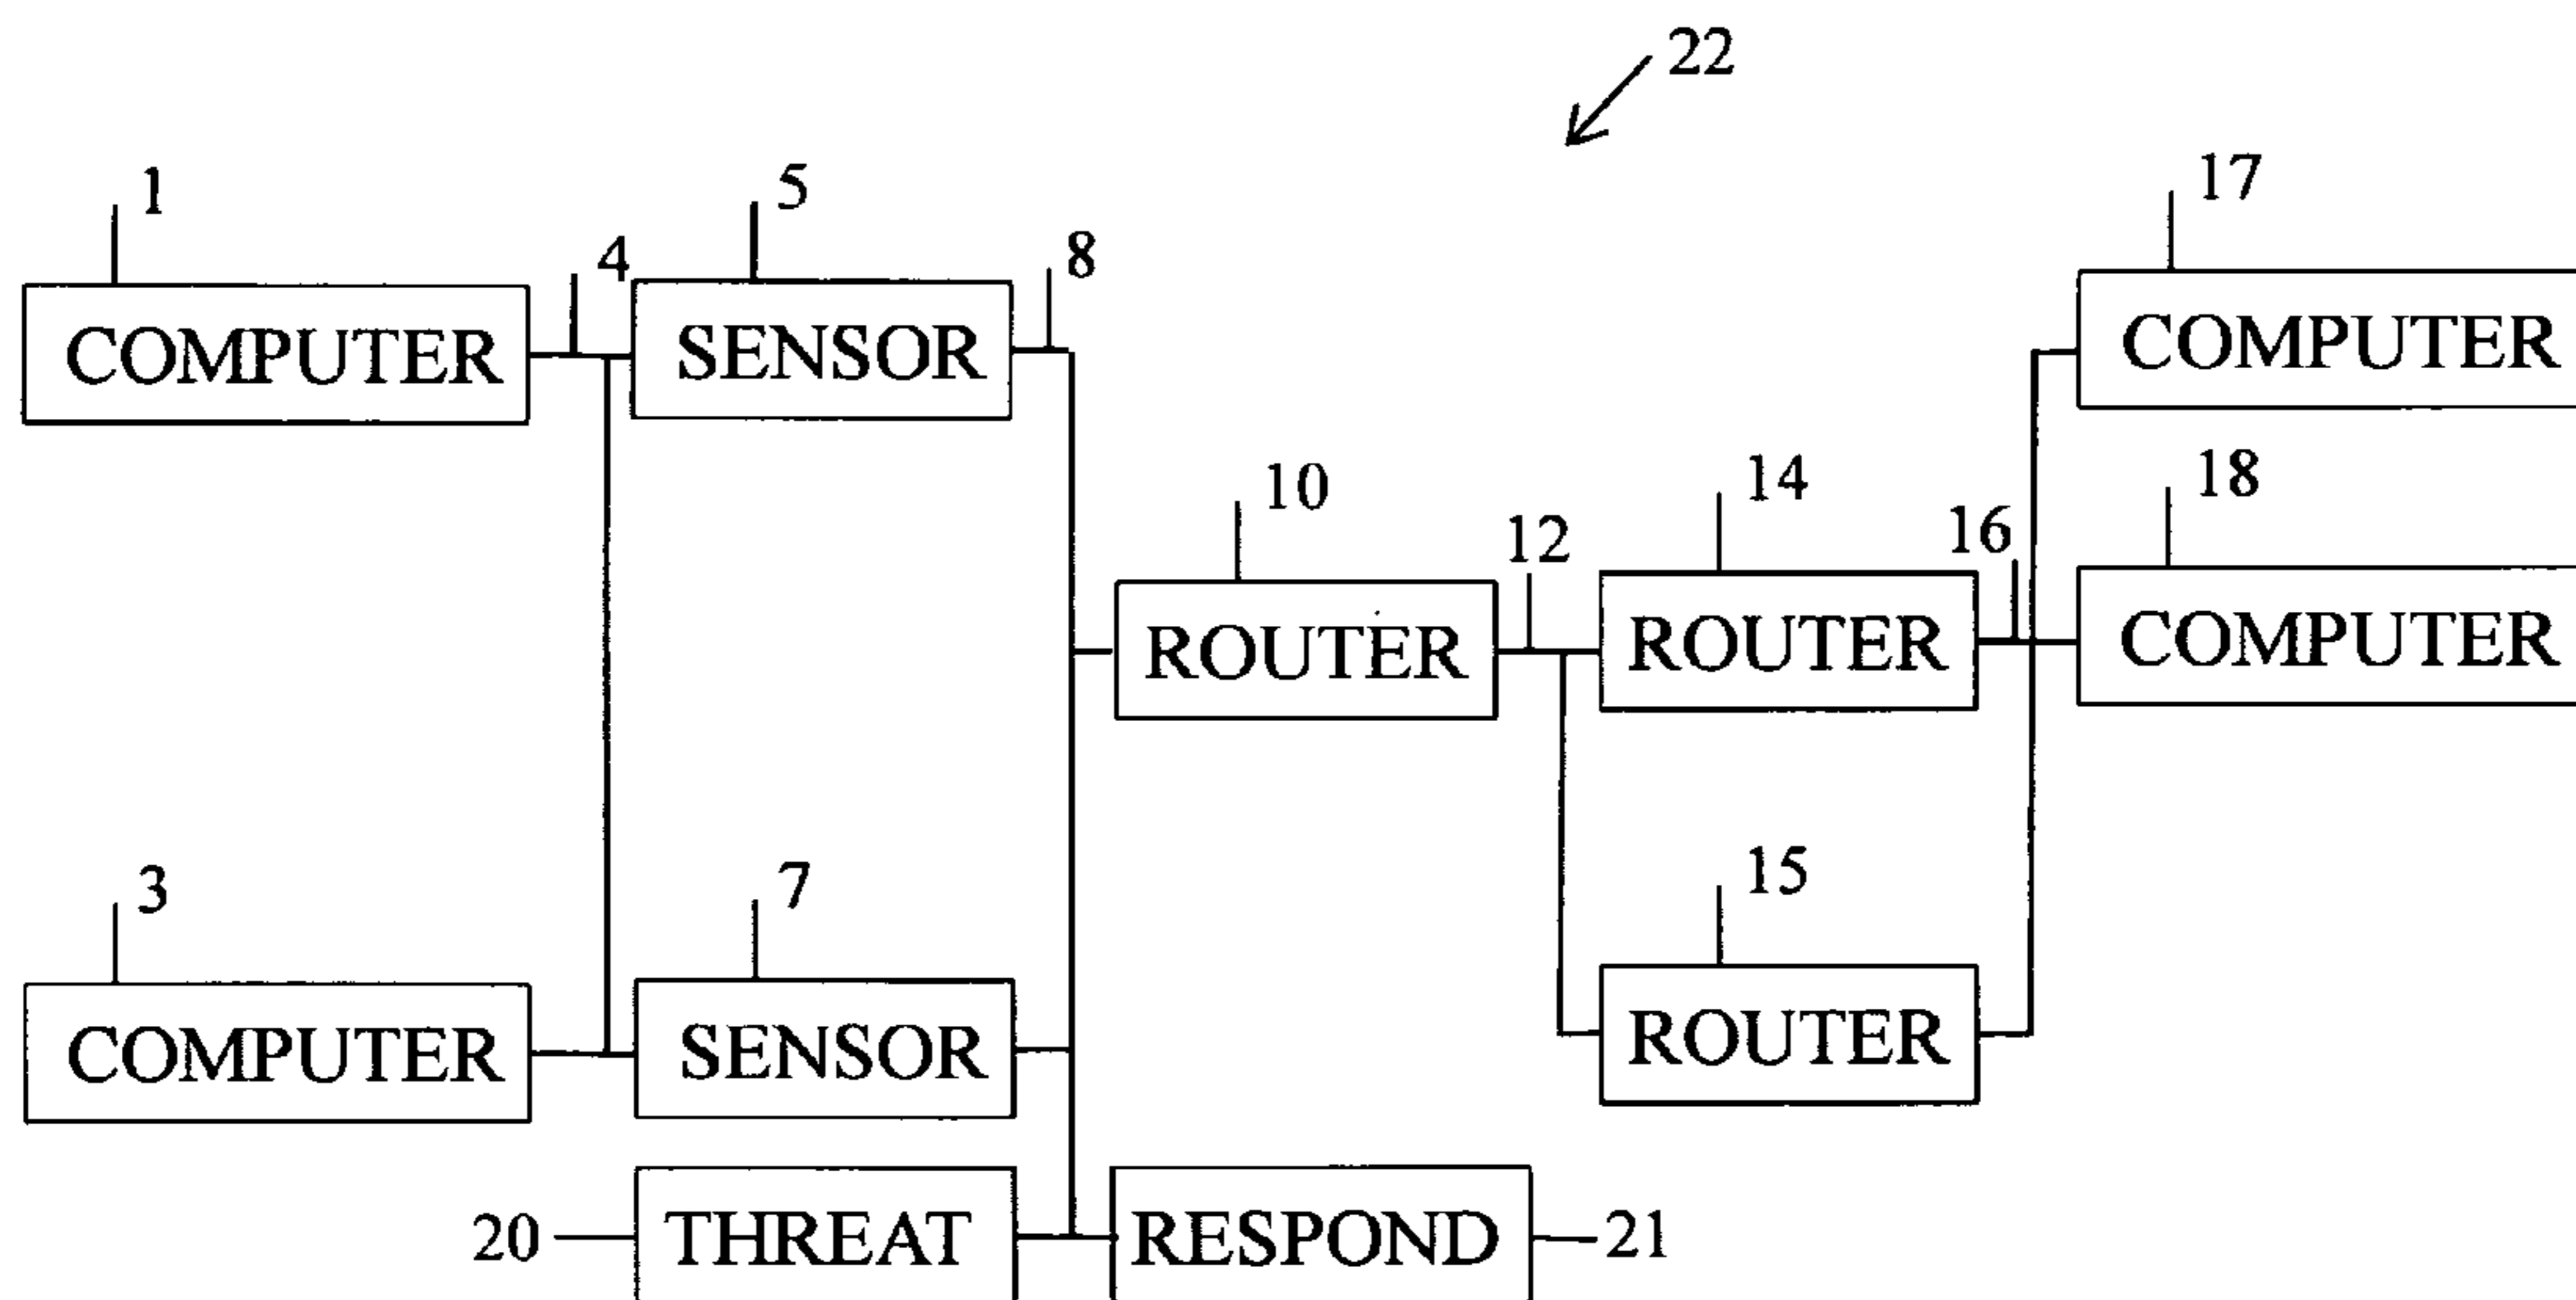 22
1
5
17
4
8
COMPUTER
SENSOR
COMPUTER
10
14
18
12
16
ROUTER
ROUTER
COMPUTER
3
7
15
COMPUTER
SENSOR
ROUTER
20
THREAT
RESPOND
21